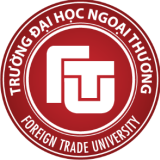 TRƯỜNG ĐẠI HỌC NGOẠI THƯƠNG
FTU
FOREIGN TRADE UNIVERSITY